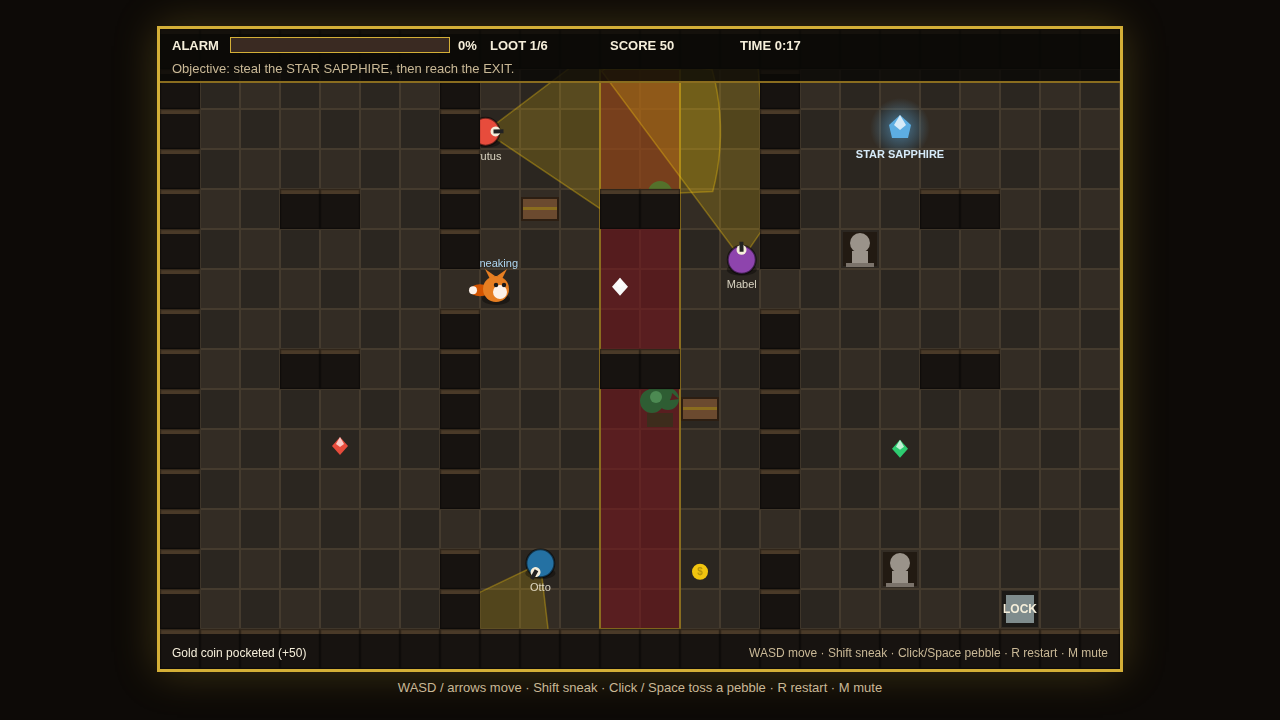 ALARM 0% LOOT 1/6 SCORE 50 TIME 0:17
Objective: steal the STAR SAPPHIRE, then reach the EXIT.
utus
STAR SAPPHIRE
neaking
Mabel
$
Otto
LOCK
Gold coin pocketed (+50) WASD move · Shift sneak · Click/Space pebble · R restart · M mute
WASD / arrows move · Shift sneak · Click / Space toss a pebble · R restart · M mute